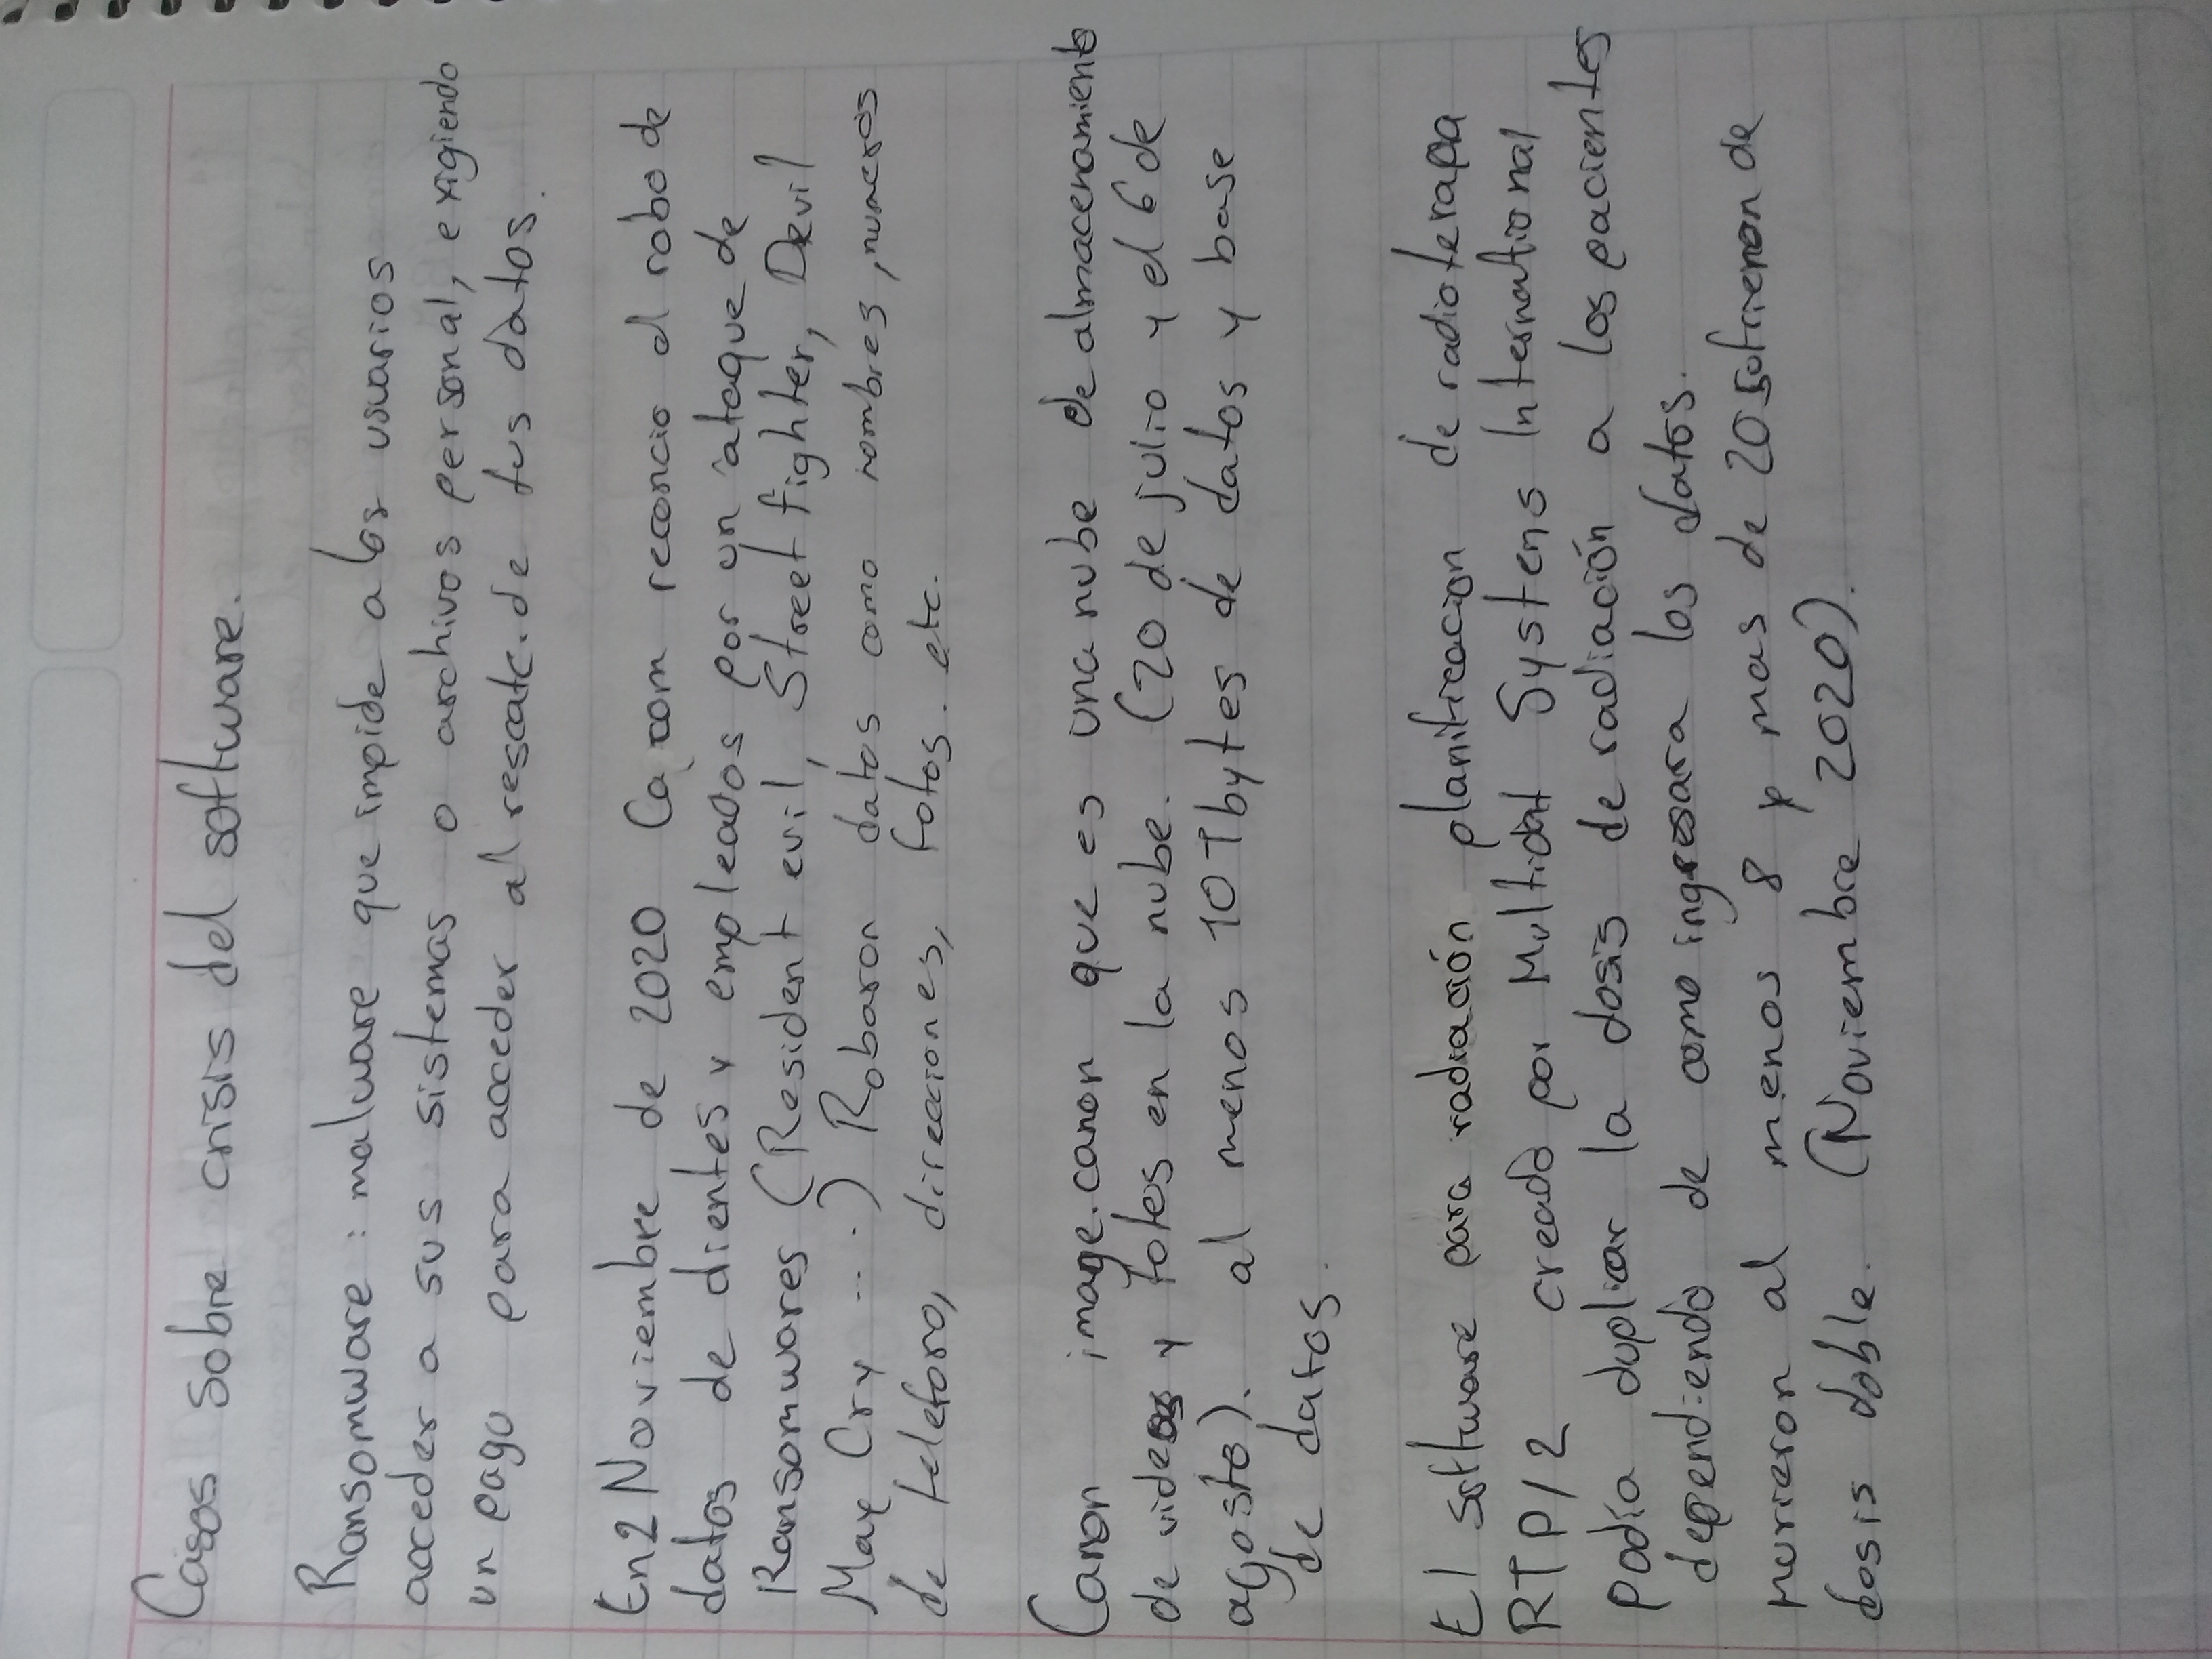 Casos sobre crisis del software.
Ransomware : malware que impide a los usuarios
acceder a sus sistemas o archivos personal, exigiendo
un pago para acceder al rescate. de tus datos.
En 2 Noviembre de 2020 Cacom reconcio el robo de
datos de clientes y empleados por un ataque de
Ransomwares (Resident evil, Street fighter, Devil
May Cry ....) Robaron datos como nombres, numeros
de telefono, direcciones, fotos. etc.
Canon image.canon que es una nube de almacenamiento
de videos y fotos en la nube. (20 de julio y el 6 de
agosto). al menos 10 Tbytes de datos y base
de datos.
El software para radiación planificacion de radioterapia
RTP/2 creado por Multidat Systens International
podía duplicar la dosis de radiación a los pacientes
dependiendo de como ingresara los datos.
Murieron al menos 8 y mas de 20 sufrieron de
dosis doble. (Noviembre 2020).